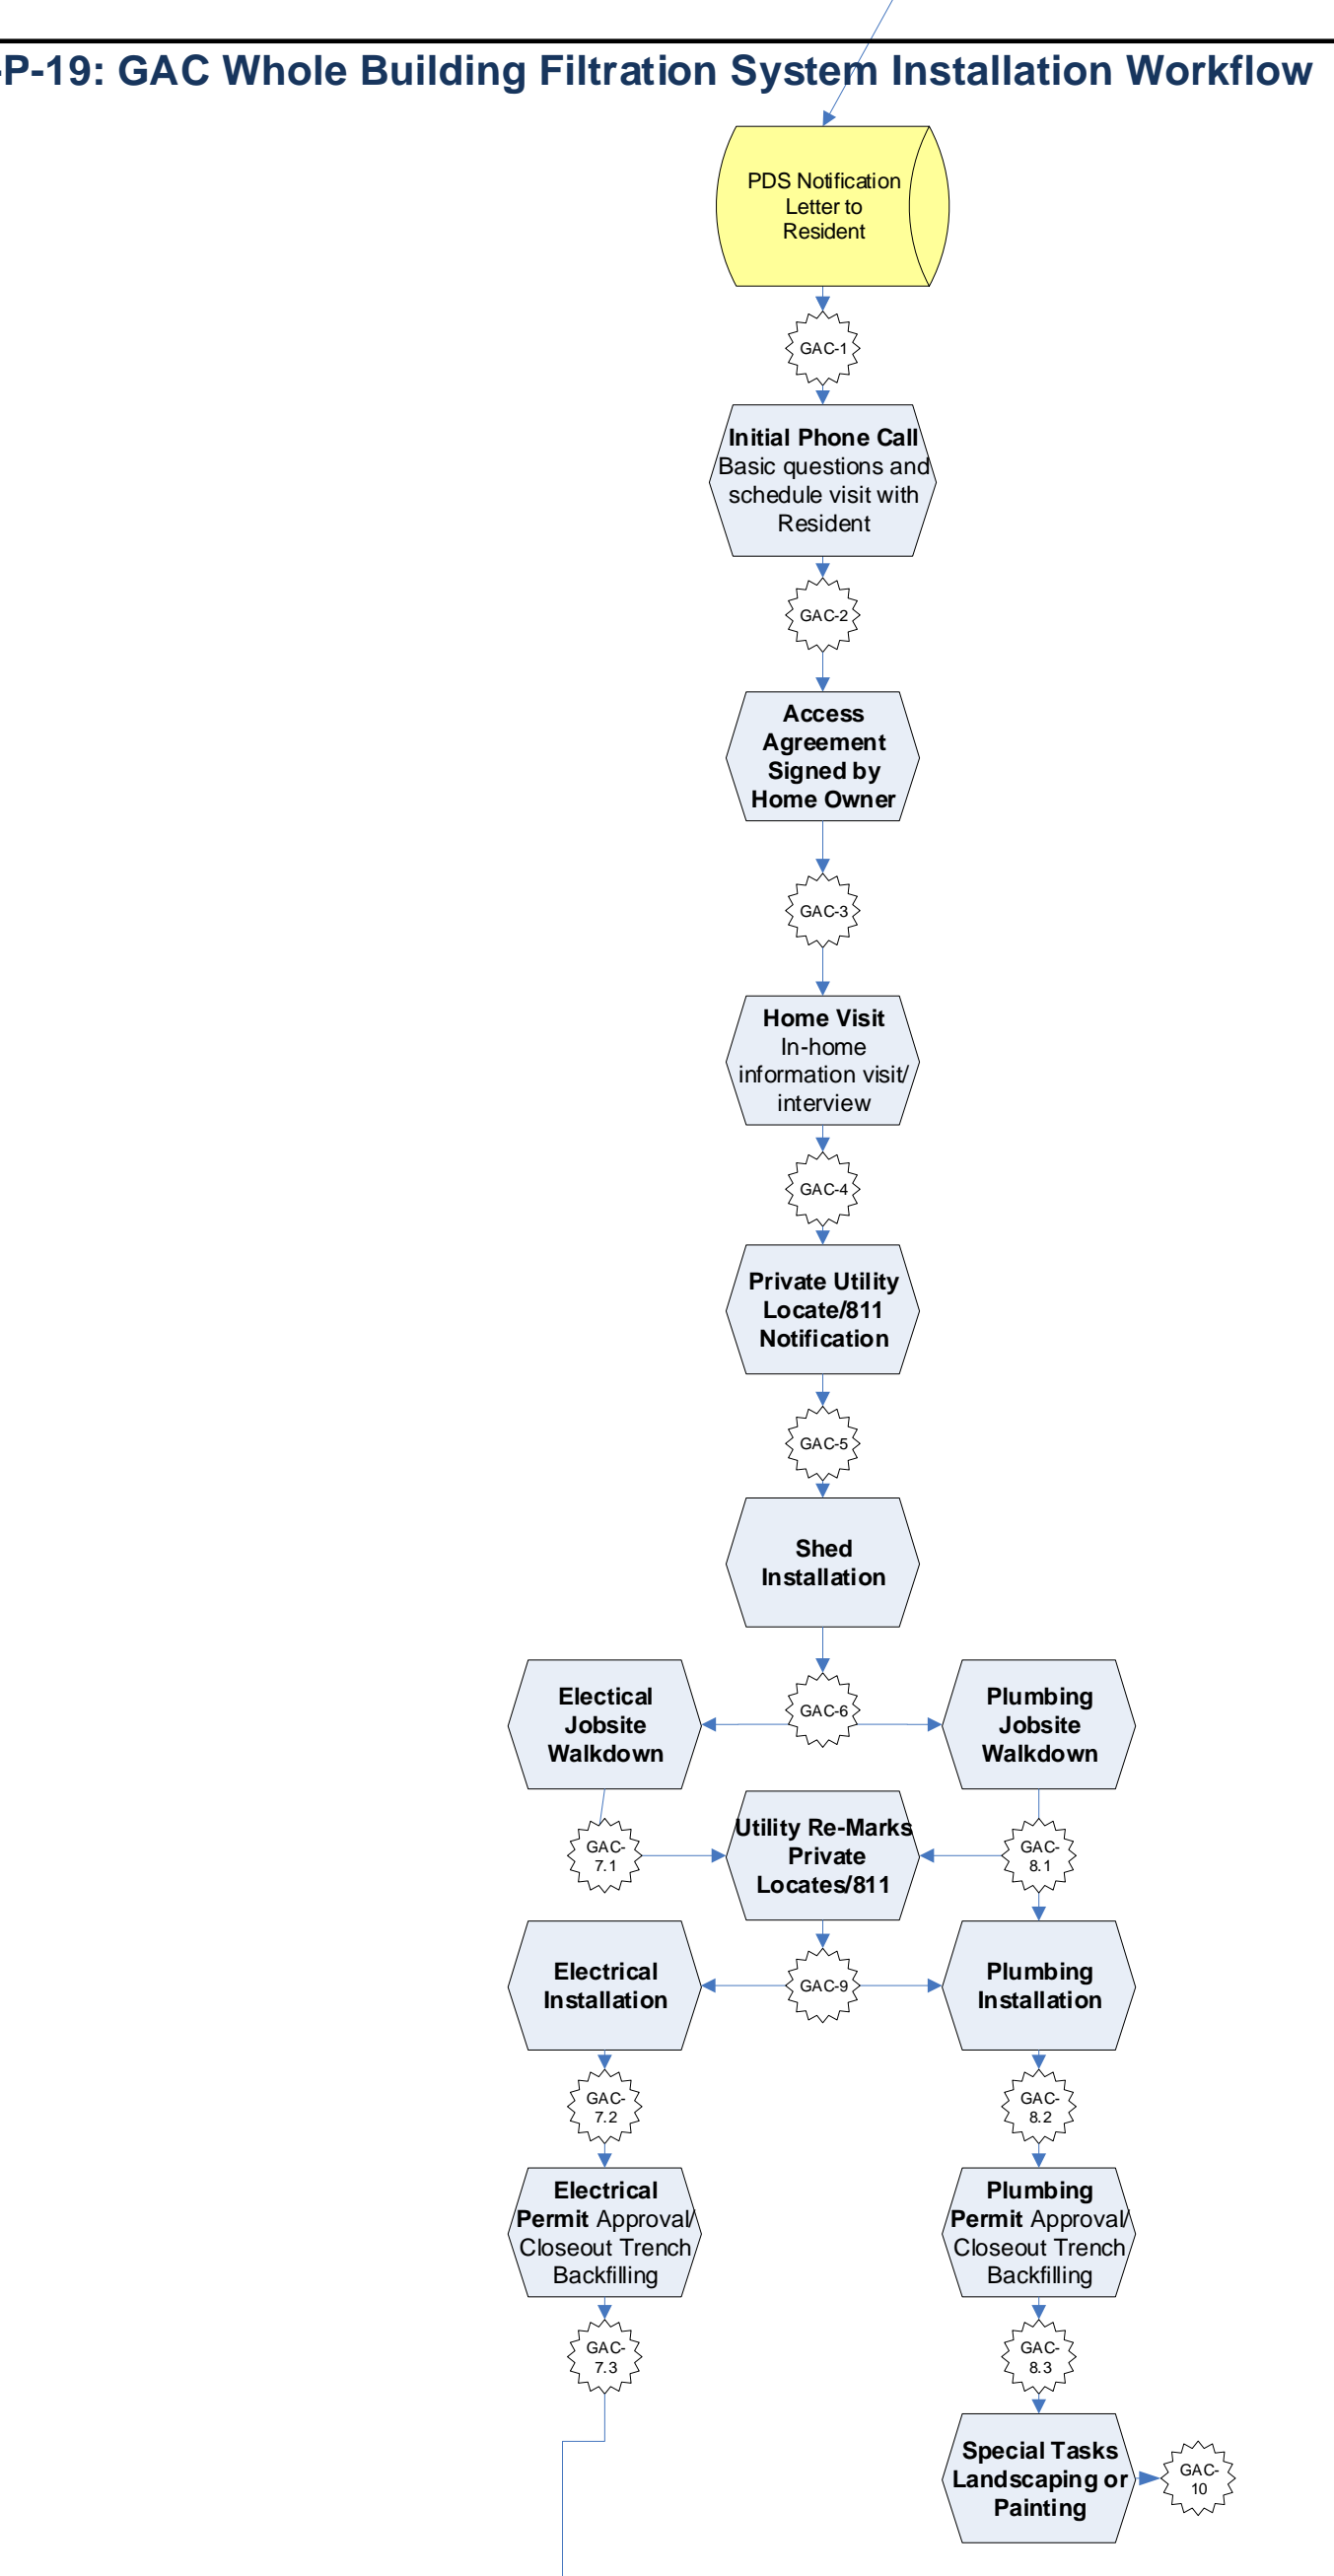 -P-19: GAC Whole Building Filtration System Installation Workflow
PDS Notification
Letter to
Resident
GAC-1
Initial Phone Call
Basic questions and
schedule visit with
Resident
GAC-2
Access
Agreement
Signed by
Home Owner
GAC-3
Home Visit
In-home
information visit/
interview
GAC-4
Private Utility
Locate/811
Notification
GAC-5
Shed
Installation
Electical
Jobsite
Walkdown
GAC-6
Plumbing
Jobsite
Walkdown
GAC-
7.1
Utility Re-Marks
Private
Locates/811
GAC-
8.1
Electrical
Installation
GAC-9
Plumbing
Installation
GAC-
7.2
GAC-
8.2
Electrical
Permit Approval/
Closeout Trench
Backfilling
Plumbing
Permit Approval/
Closeout Trench
Backfilling
GAC-
7.3
GAC-
8.3
Special Tasks
Landscaping or
Painting
GAC-
10